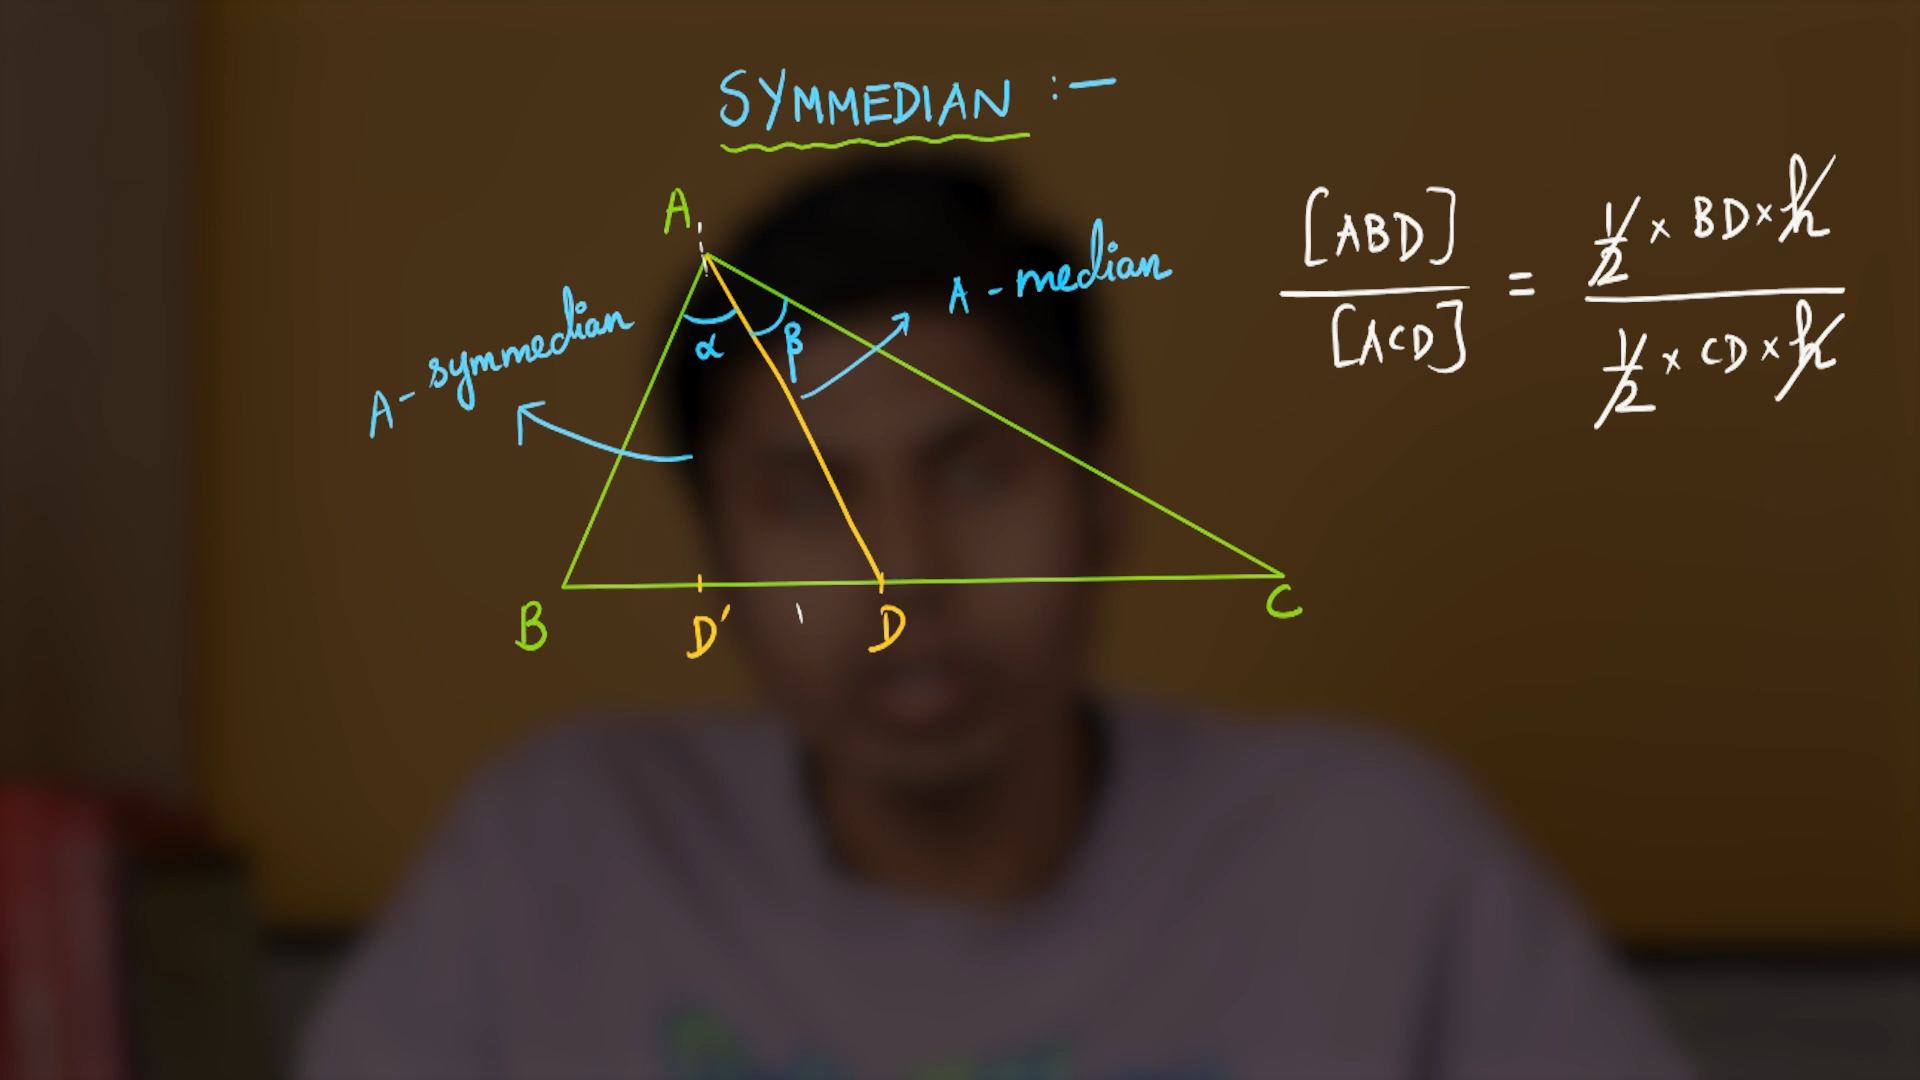 SYMMEDIAN :-
A
A - median
A - symmedian
α β
B D' D C
[ABD] / [ACD] = 1/2 × BD × h / 1/2 × CD × h